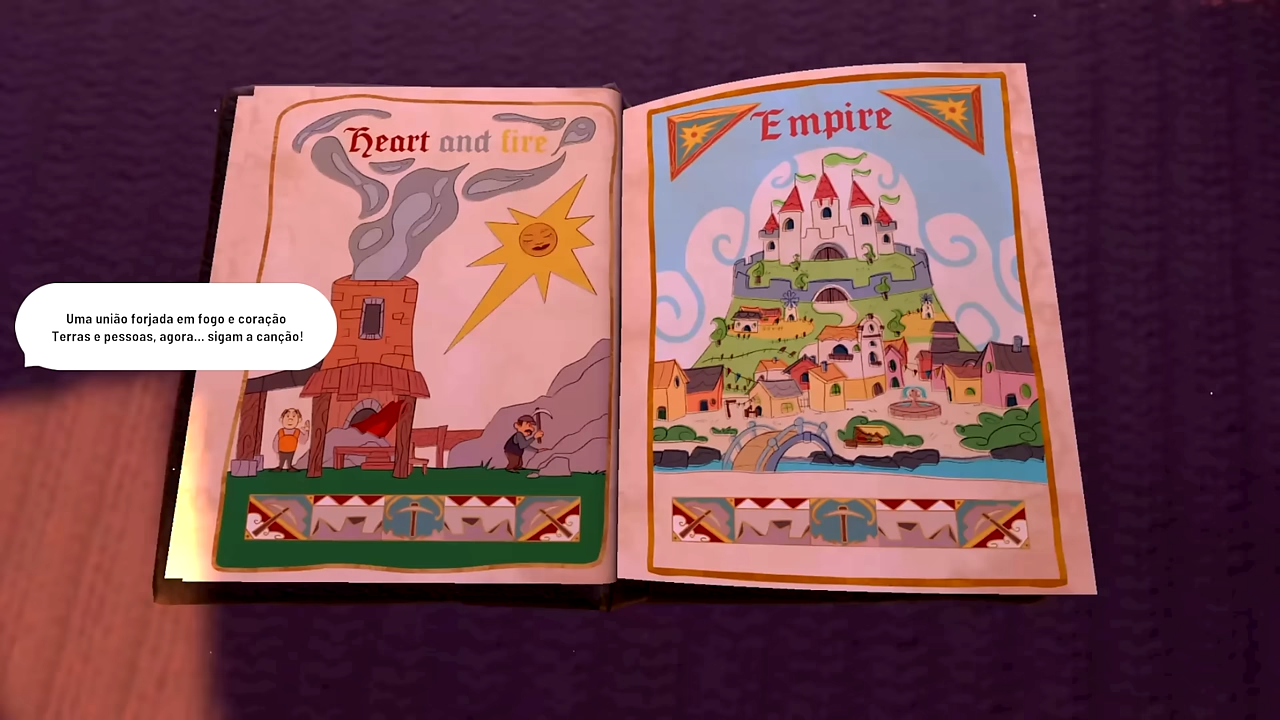 Heart and fire
Empire
Uma união forjada em fogo e coração
Terras e pessoas, agora... sigam a canção!